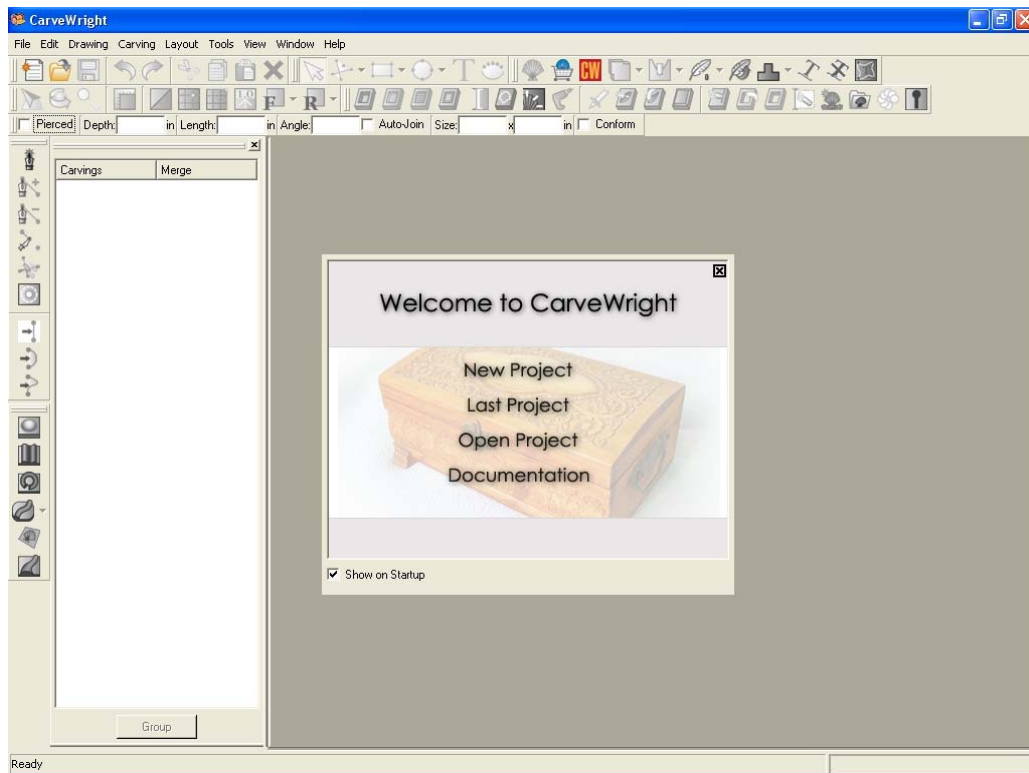 CarveWright
File Edit Drawing Carving Layout Tools View Window Help
T CW
F R
Pierced Depth: in Length: in Angle: Auto-Join Size: x in Conform
Carvings Merge
Welcome to CarveWright
New Project
Last Project
Open Project
Documentation
Show on Startup
Group
Ready